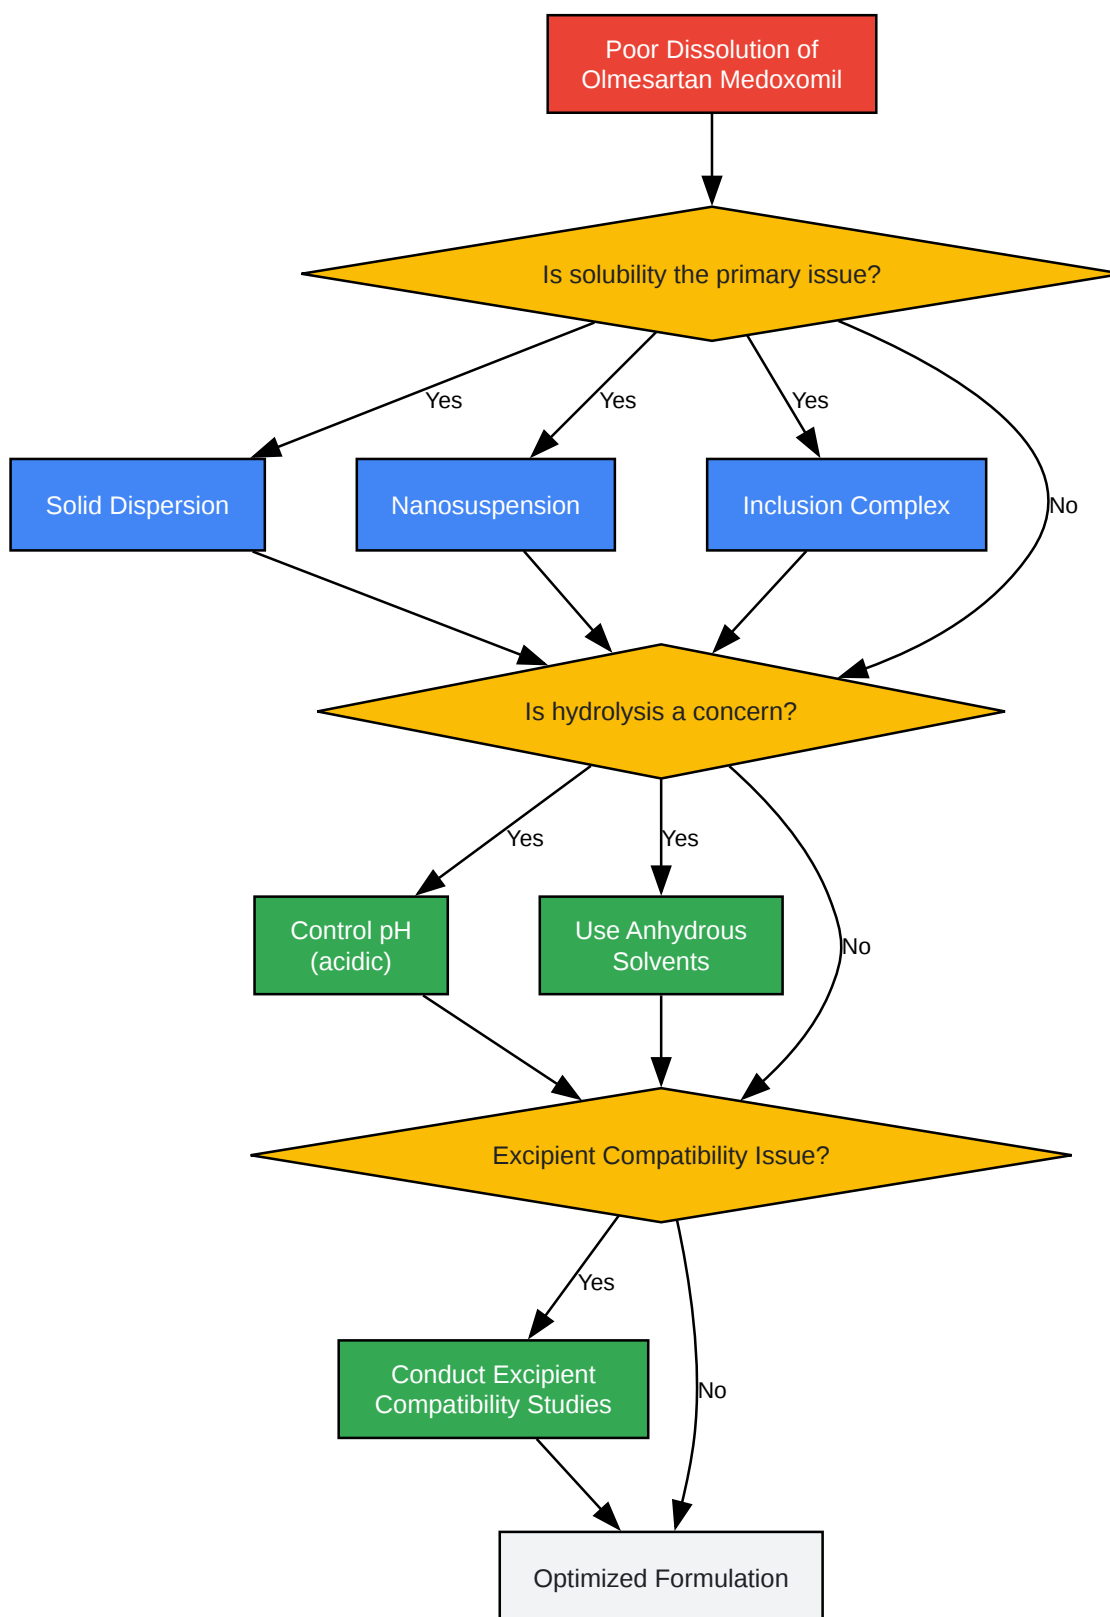 Poor Dissolution of
Olmesartan Medoxomil
Is solubility the primary issue?
Yes
Yes
Yes
Solid Dispersion
Nanosuspension
Inclusion Complex
No
Is hydrolysis a concern?
Yes
Yes
Control pH
(acidic)
Use Anhydrous
Solvents
No
Excipient Compatibility Issue?
Yes
Conduct Excipient
Compatibility Studies
No
Optimized Formulation